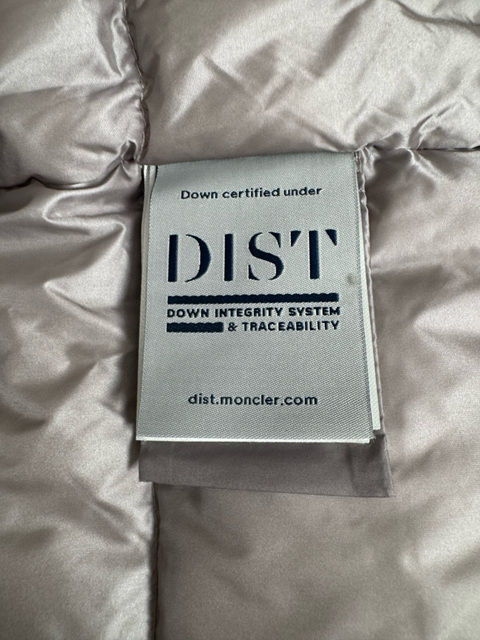 Down certified under
DIST
DOWN INTEGRITY SYSTEM
& TRACEABILITY
dist.moncler.com